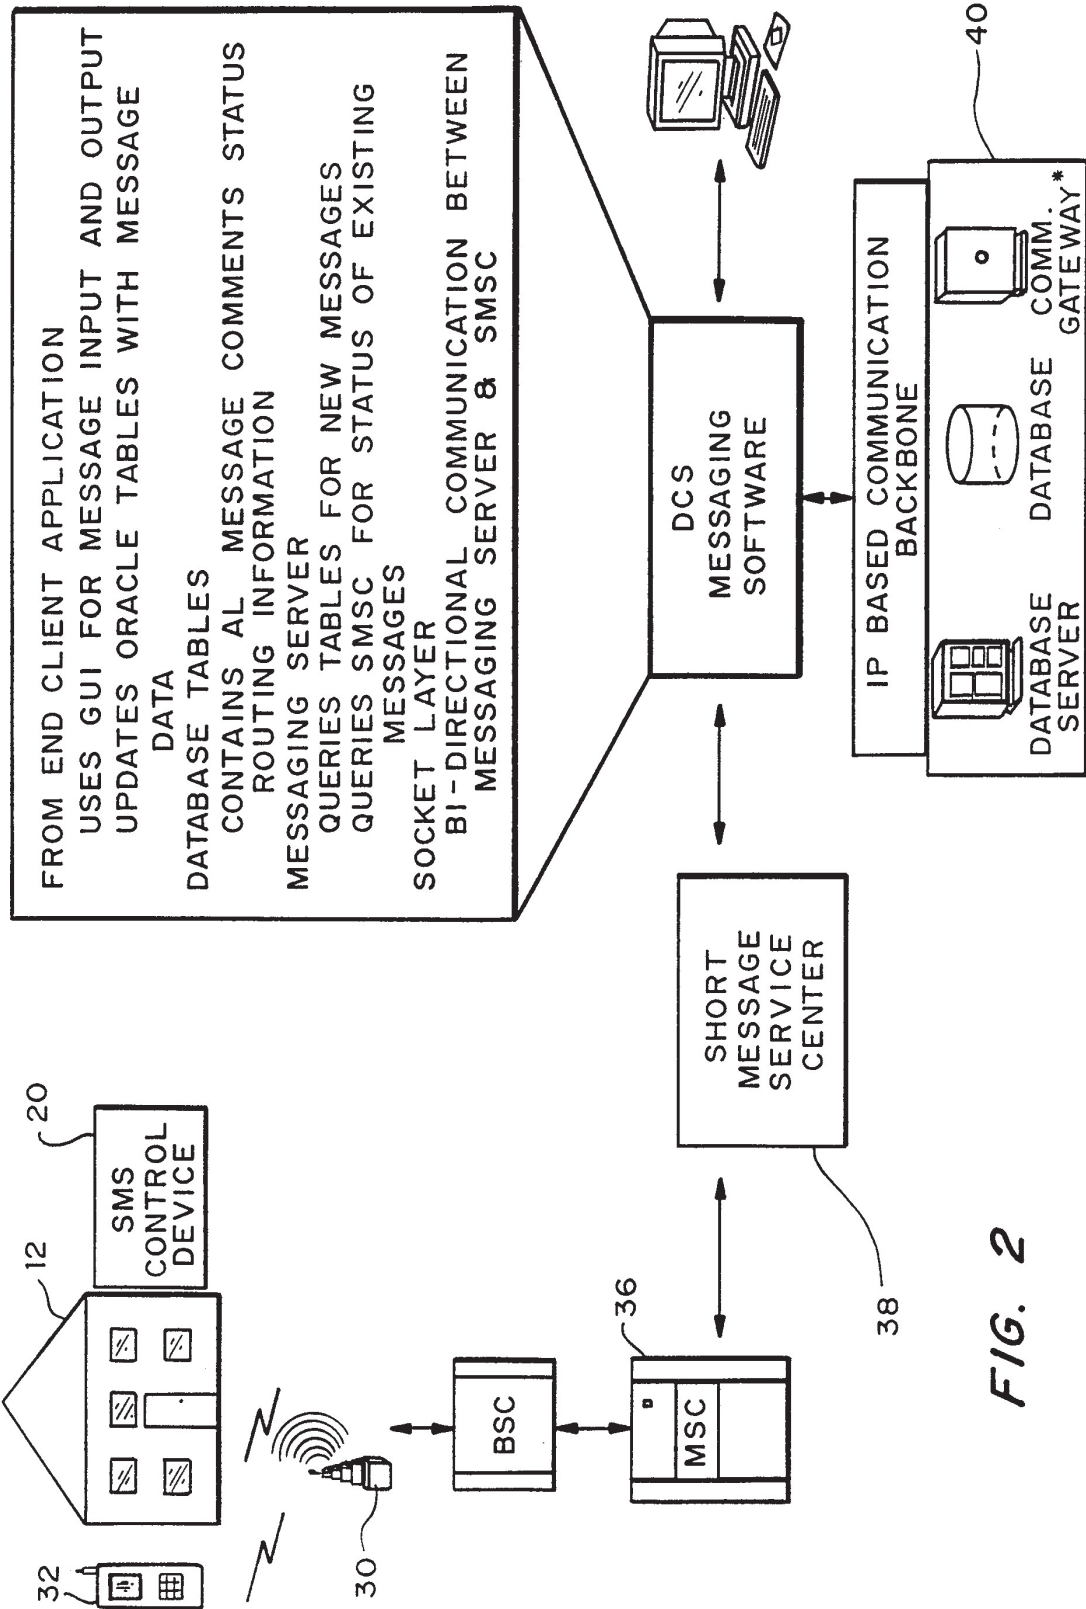 FROM END CLIENT APPLICATION
USES GUI FOR MESSAGE INPUT AND OUTPUT
UPDATES ORACLE TABLES WITH MESSAGE
DATA
DATABASE TABLES
CONTAINS AL MESSAGE COMMENTS STATUS
ROUTING INFORMATION
MESSAGING SERVER
QUERIES TABLES FOR NEW MESSAGES
QUERIES SMSC FOR STATUS OF EXISTING
MESSAGES
SOCKET LAYER
BI-DIRECTIONAL COMMUNICATION BETWEEN
MESSAGING SERVER & SMSC
32
12
20
SMS
CONTROL
DEVICE
30
BSC
36
MSC
38
SHORT
MESSAGE
SERVICE
CENTER
DCS
MESSAGING
SOFTWARE
IP BASED COMMUNICATION
BACKBONE
40
DATABASE
SERVER
DATABASE
COMM.
GATEWAY*
FIG. 2